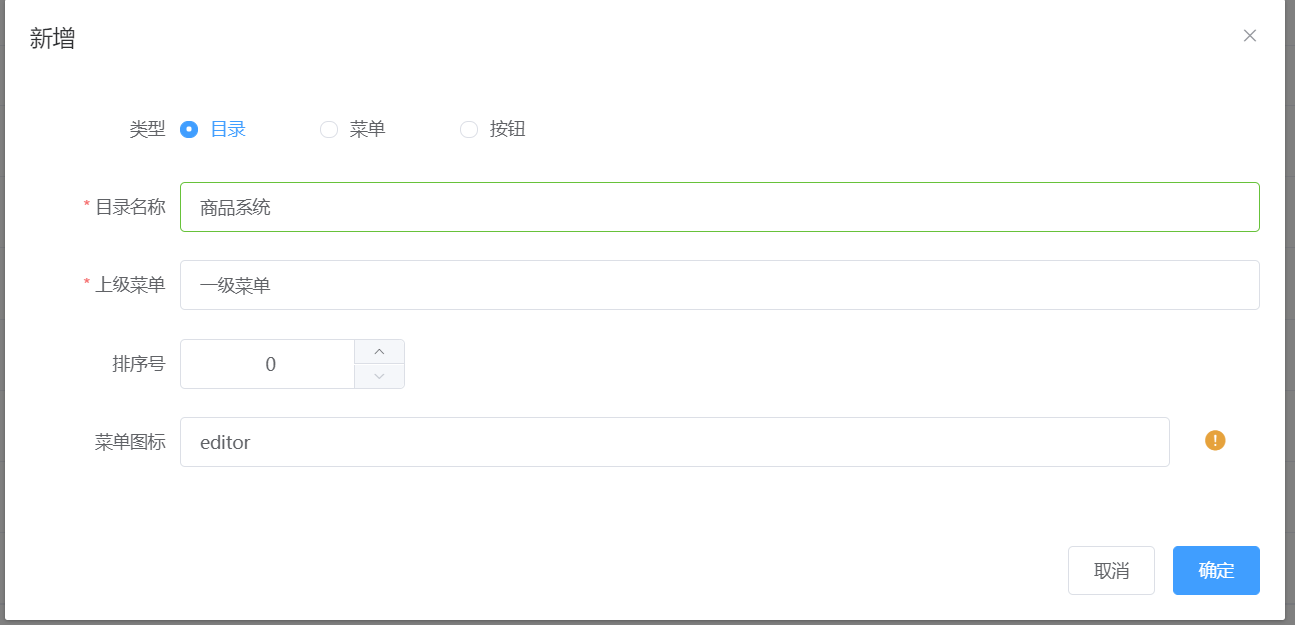 新增
类型 目录 菜单 按钮
* 目录名称 商品系统
* 上级菜单 一级菜单
排序号 0
菜单图标 editor
取消 确定